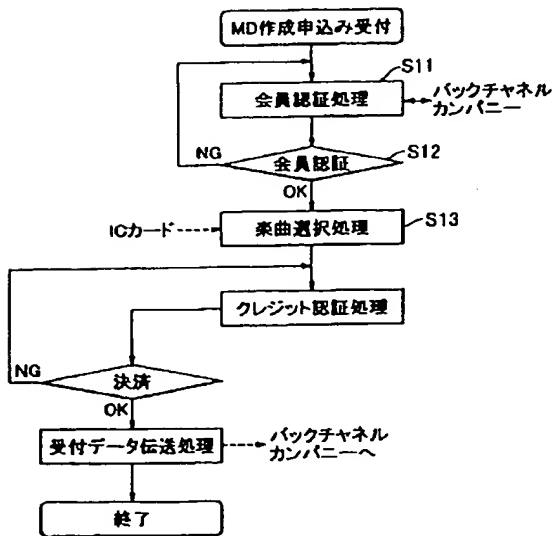 MD作成申込み受付
S11
会員認証処理
バックチャネル
カンパニー
NG
会員認証
S12
OK
ICカード
楽曲選択処理
S13
クレジット認証処理
NG
決済
OK
受付データ伝送処理
バックチャネル
カンパニーへ
終了